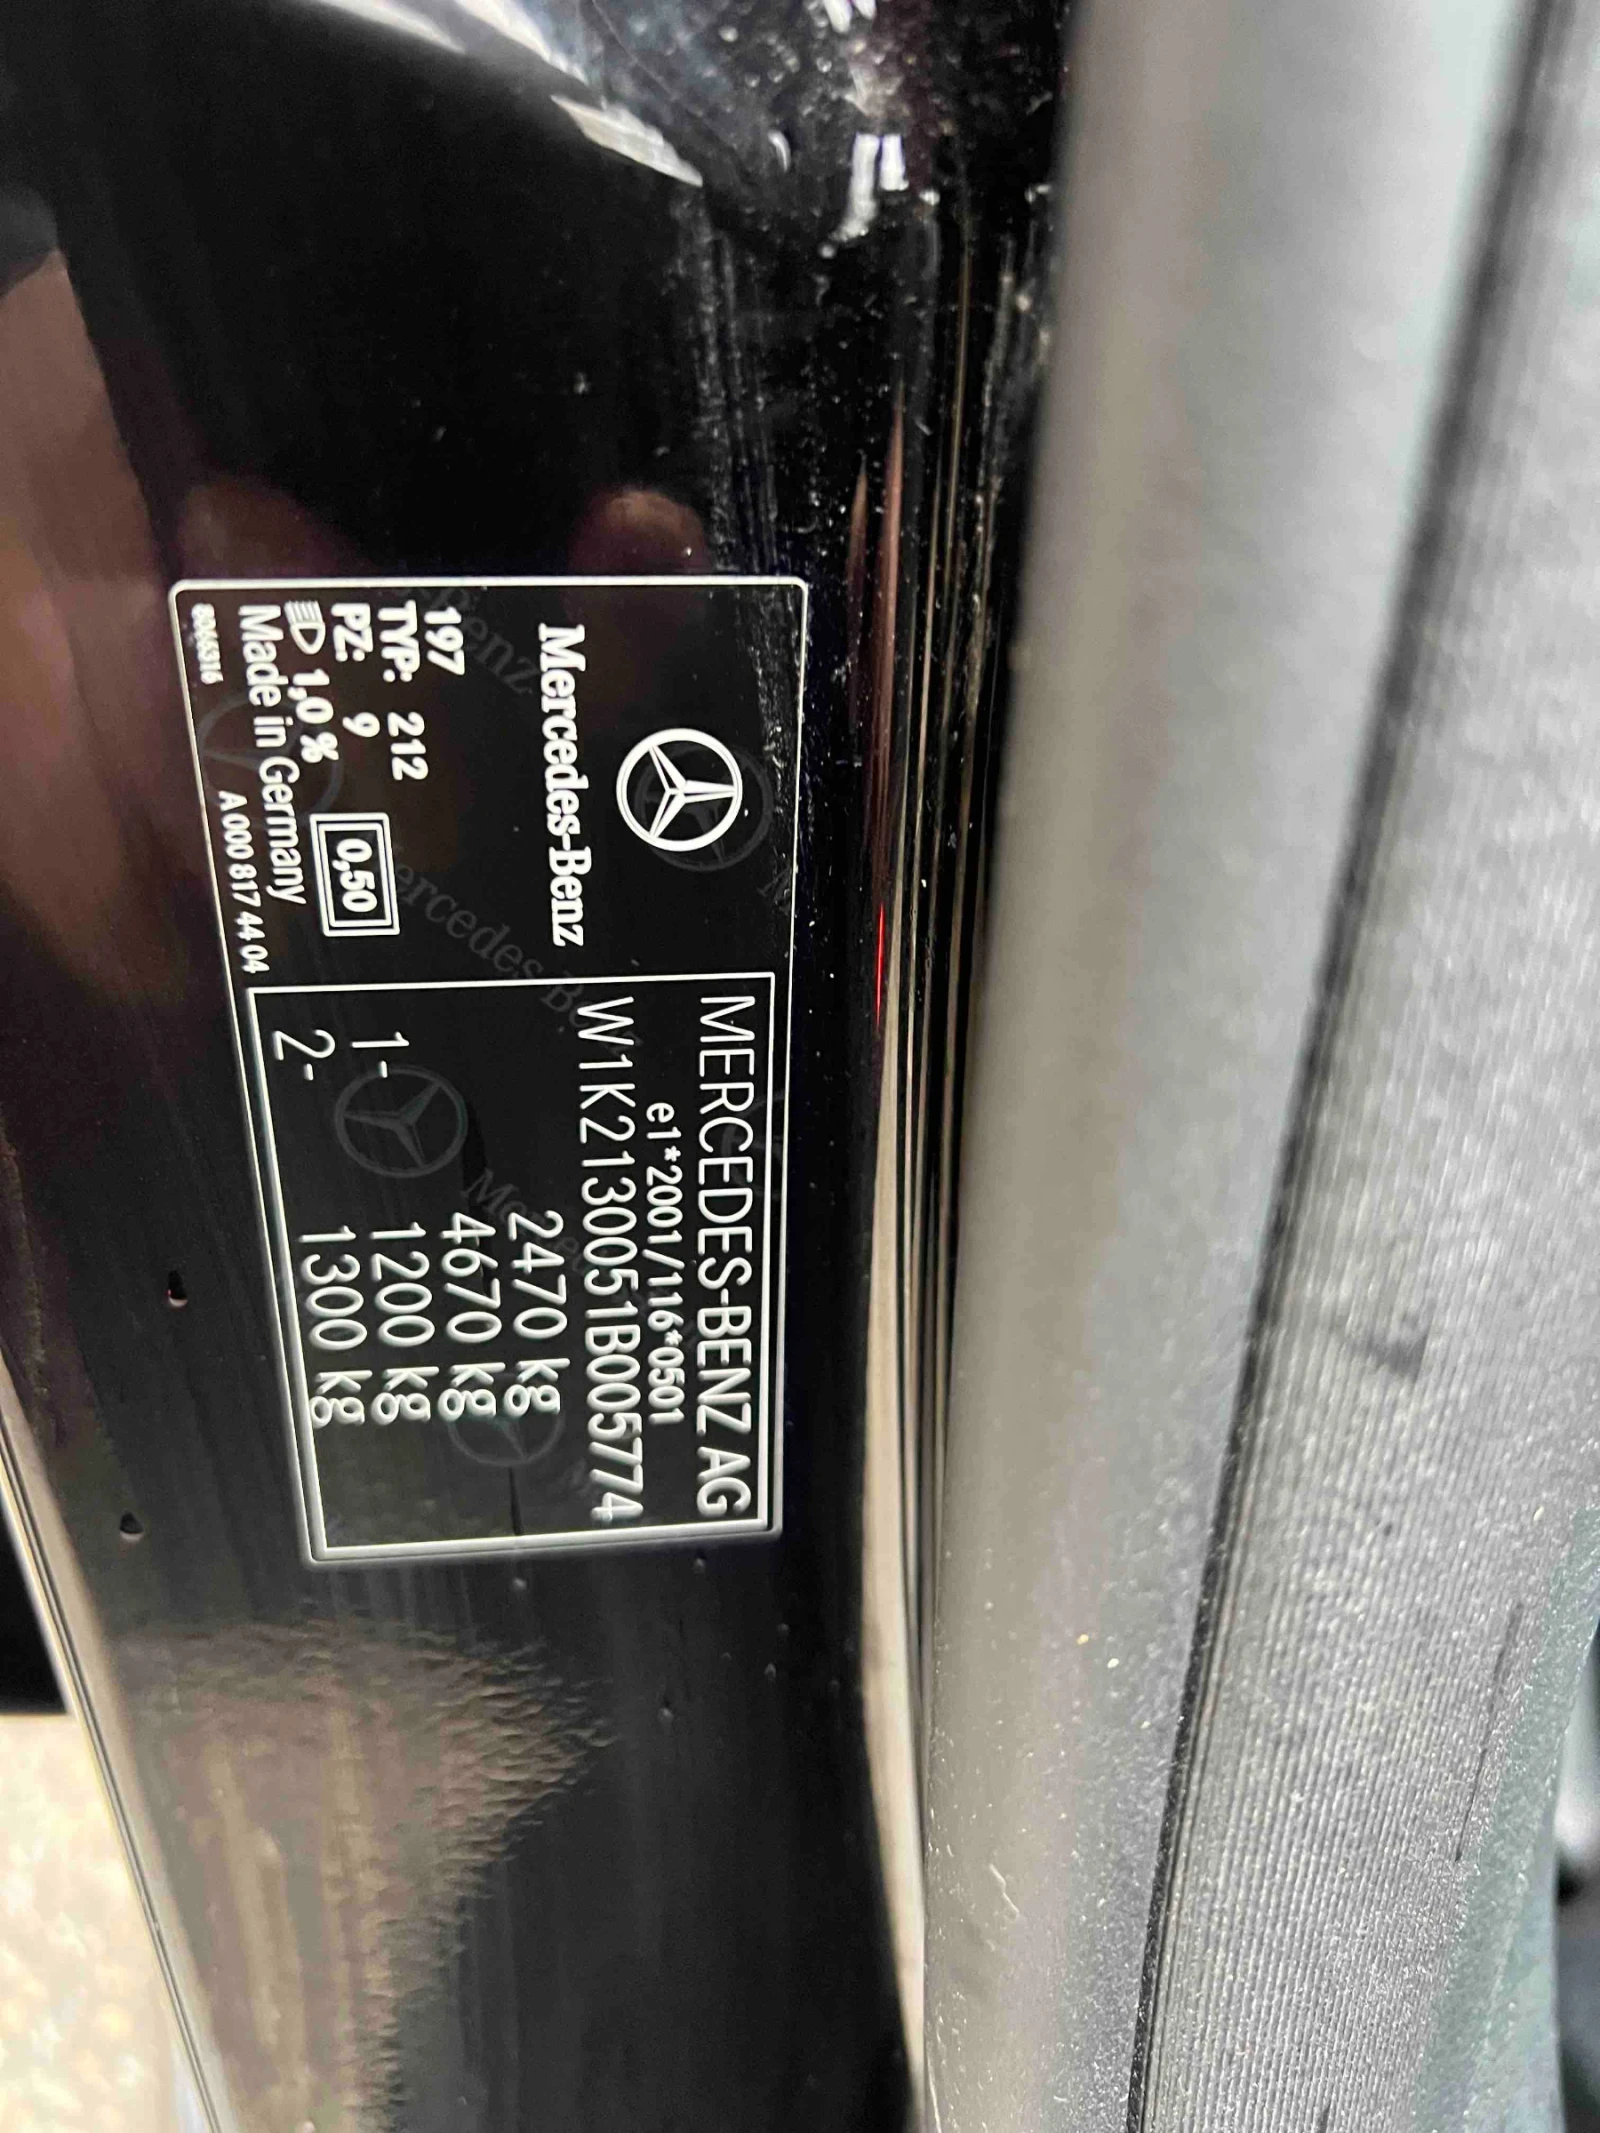 Mercedes-Benz
197
TYP: 212
PZ: 9
1,0 %
0,50
Made in Germany
A 000 817 44 04
MERCEDES-BENZ AG
e1*2001/116*0501
W1K2130051B005774
2470 kg
4670 kg
1- 1200 kg
2- 1300 kg